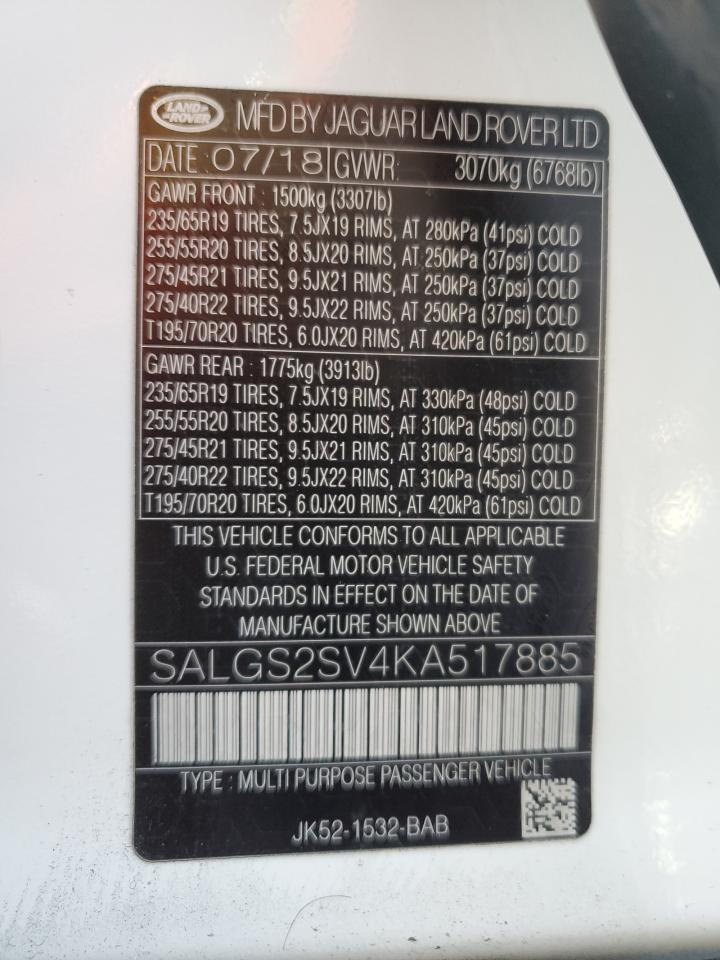 LAND ROVER MFD BY JAGUAR LAND ROVER LTD
DATE: 07/18 GVWR: 3070kg (6768lb)
GAWR FRONT : 1500kg (3307lb)
235/65R19 TIRES, 7.5JX19 RIMS, AT 280kPa (41psi) COLD
255/55R20 TIRES, 8.5JX20 RIMS, AT 250kPa (37psi) COLD
275/45R21 TIRES, 9.5JX21 RIMS, AT 250kPa (37psi) COLD
275/40R22 TIRES, 9.5JX22 RIMS, AT 250kPa (37psi) COLD
T195/70R20 TIRES, 6.0JX20 RIMS, AT 420kPa (61psi) COLD
GAWR REAR : 1775kg (3913lb)
235/65R19 TIRES, 7.5JX19 RIMS, AT 330kPa (48psi) COLD
255/55R20 TIRES, 8.5JX20 RIMS, AT 310kPa (45psi) COLD
275/45R21 TIRES, 9.5JX21 RIMS, AT 310kPa (45psi) COLD
275/40R22 TIRES, 9.5JX22 RIMS, AT 310kPa (45psi) COLD
T195/70R20 TIRES, 6.0JX20 RIMS, AT 420kPa (61psi) COLD
THIS VEHICLE CONFORMS TO ALL APPLICABLE
U.S. FEDERAL MOTOR VEHICLE SAFETY
STANDARDS IN EFFECT ON THE DATE OF
MANUFACTURE SHOWN ABOVE
SALGS2SV4KA517885
TYPE : MULTI PURPOSE PASSENGER VEHICLE
JK52-1532-BAB